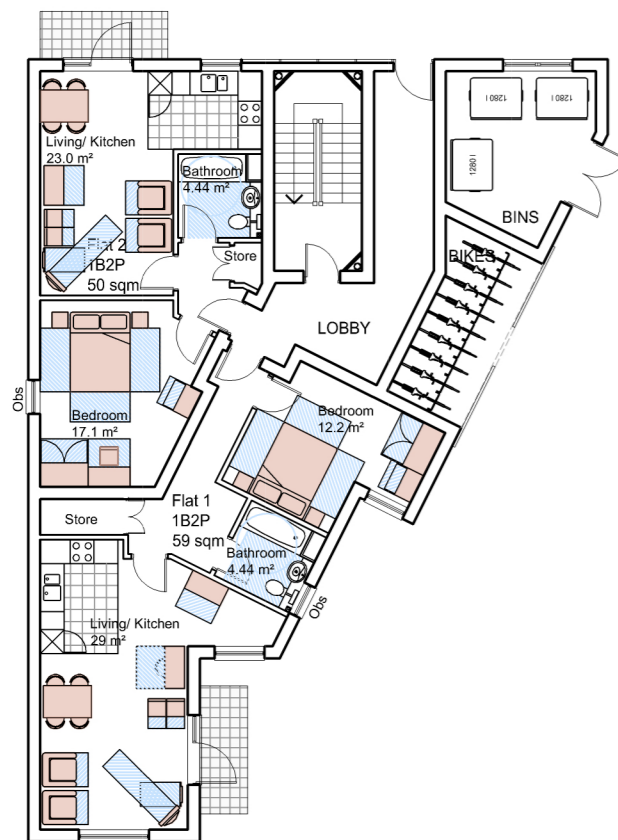 Living/ Kitchen
23.0 m²
Bathroom
4.44 m²
Flat 2
1B2P
50 sqm
Store
1280 l
1280 l
1280 l
BINS
BIKES
LOBBY
Obs
Bedroom
17.1 m²
Bedroom
12.2 m²
Store
Flat 1
1B2P
59 sqm
Bathroom
4.44 m²
Obs
Living/ Kitchen
29 m²